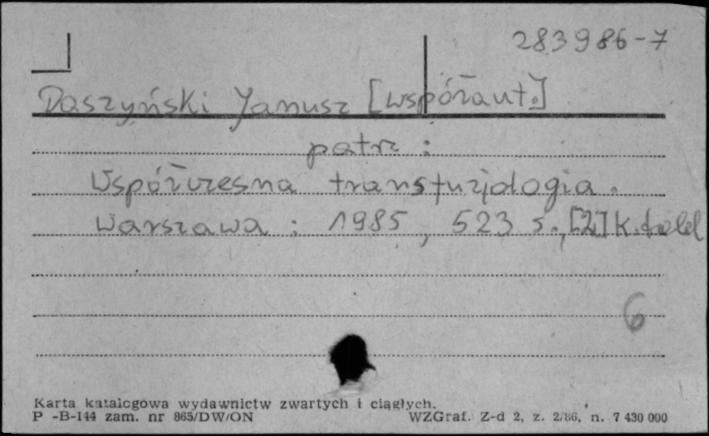 283986-7
Daszyński Janusz [współaut.]
patrz :
Współczesna transfuzjologia.
Warszawa : 1985, 523 s., [2] k. tabl
6
Karta katalogowa wydawnictw zwartych i ciągłych.
P -B-144 zam. nr 865/DW/ON WZGraf. Z-d 2, z. 2/86, n. 7 430 000